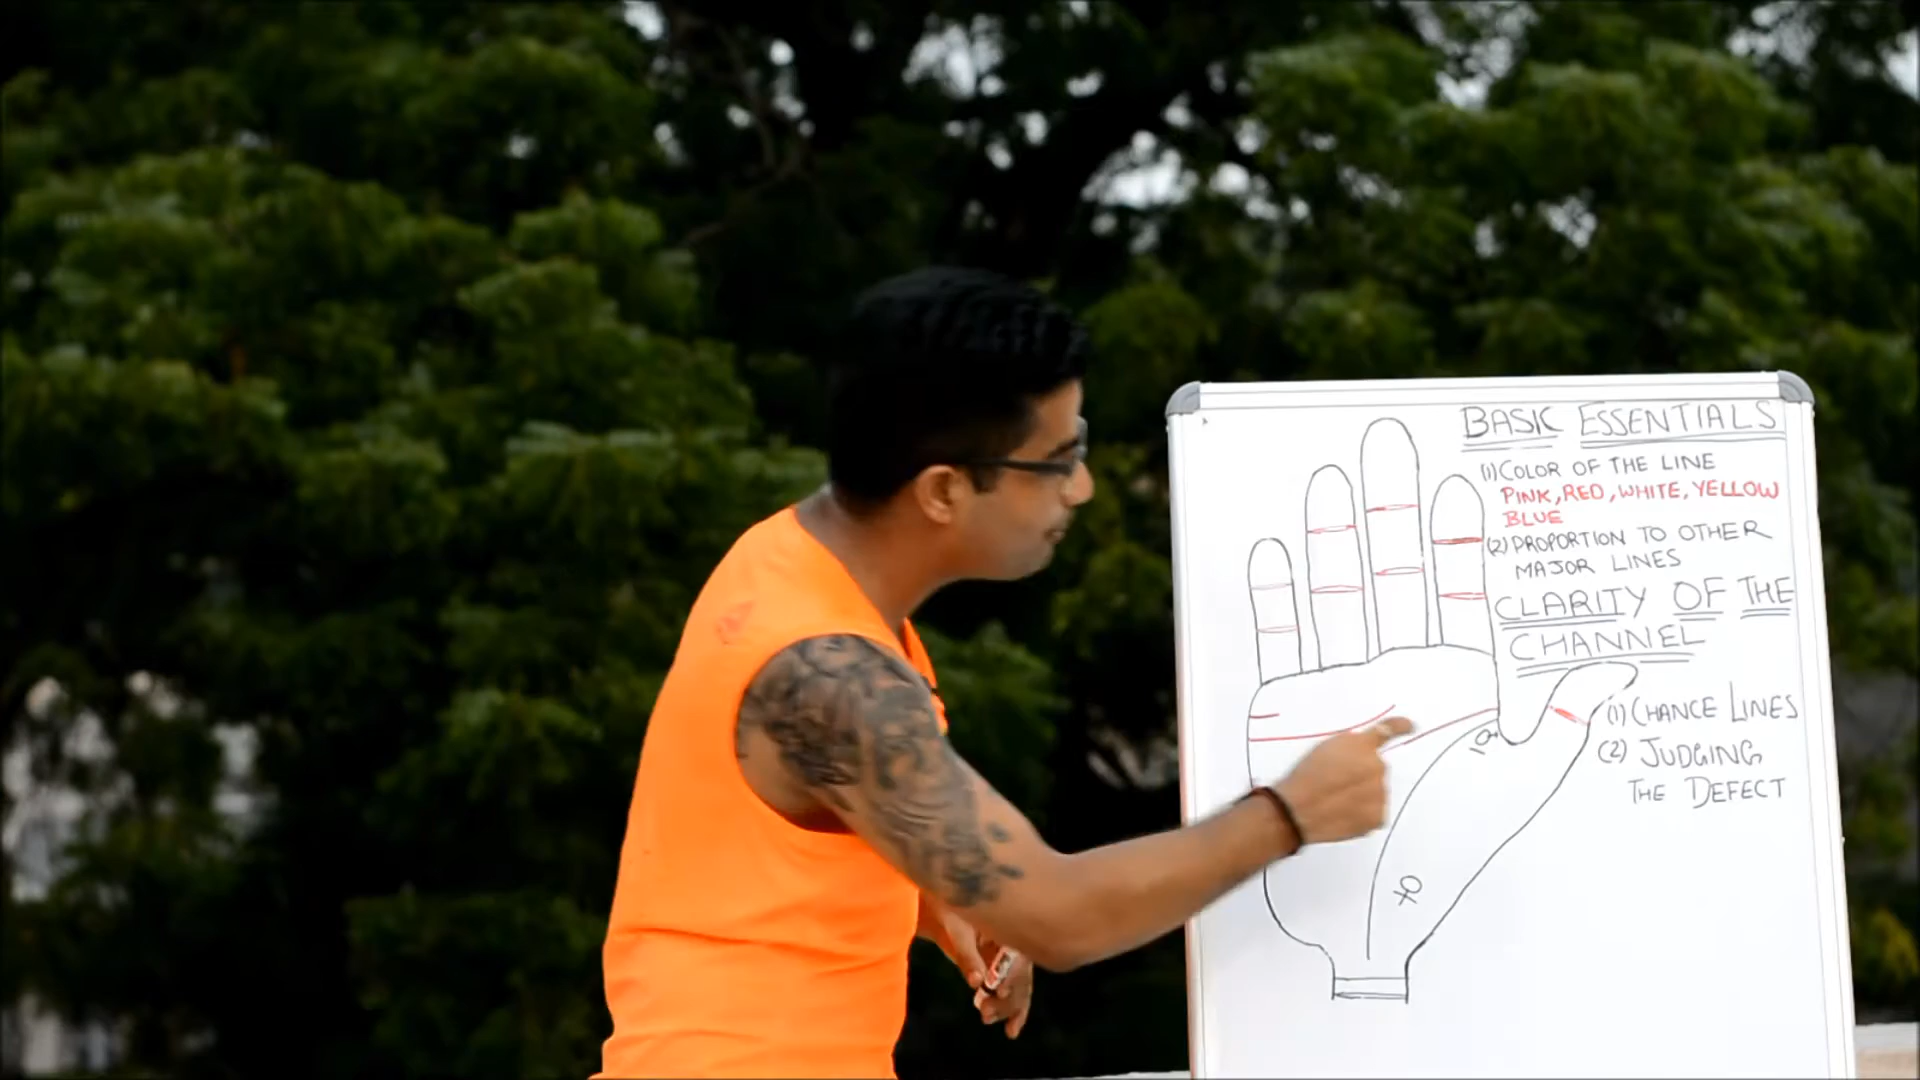 BASIC ESSENTIALS
(1) COLOR OF THE LINE
PINK, RED, WHITE, YELLOW
BLUE
(2) PROPORTION TO OTHER
MAJOR LINES
CLARITY OF THE
CHANNEL
(1) CHANCE LINES
(2) JUDGING
THE DEFECT